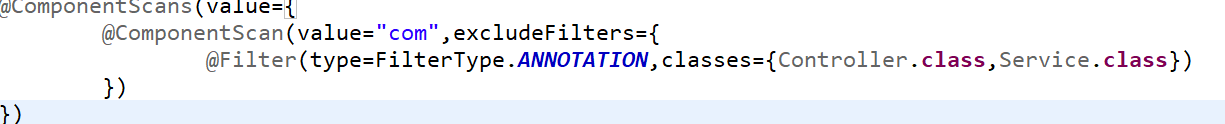 @ComponentScans(value={
@ComponentScan(value="com",excludeFilters={
@Filter(type=FilterType.ANNOTATION,classes={Controller.class,Service.class})
})
})